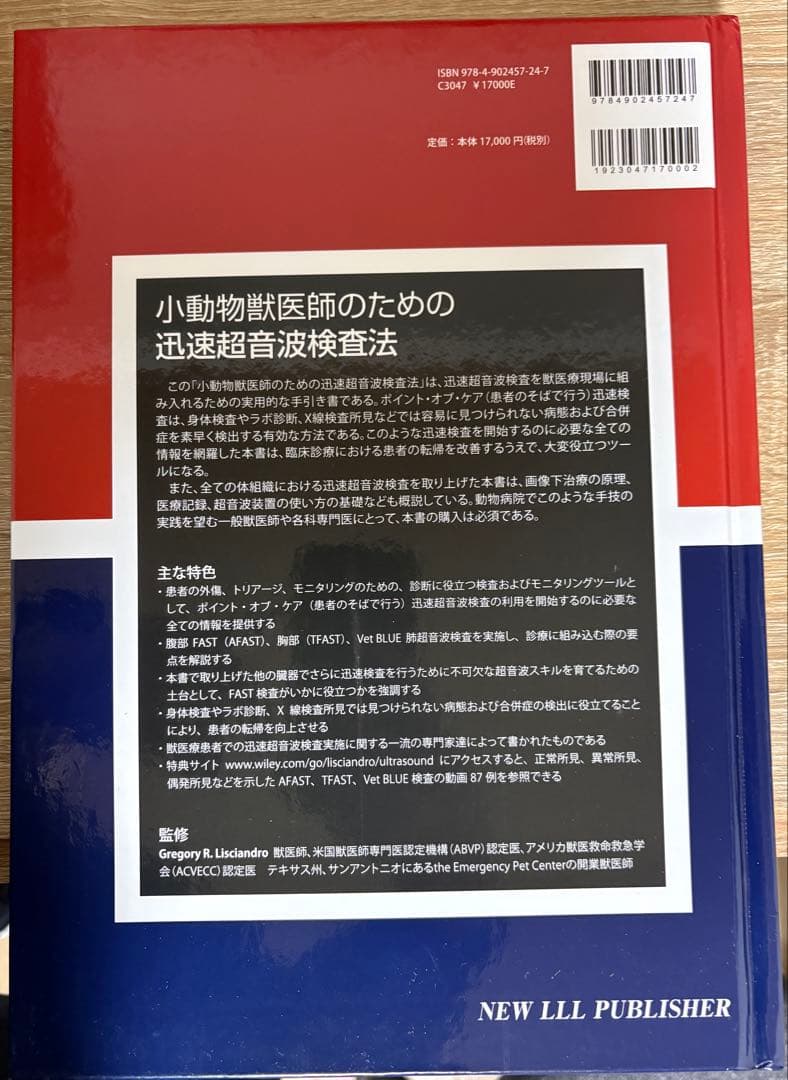 ISBN 978-4-902457-24-7
C3047 ￥17000E
9784902457247
定価：本体 17,000 円(税別)
1923047170002
小動物獣医師のための
迅速超音波検査法
この「小動物獣医師のための迅速超音波検査法」は、迅速超音波検査を獣医療現場に組
み入れるための実用的な手引き書である。ポイント・オブ・ケア（患者のそばで行う）迅速検
査は、身体検査やラボ診断、X線検査所見などでは容易に見つけられない病態および合併
症を素早く検出する有効な方法である。このような迅速検査を開始するのに必要な全ての
情報を網羅した本書は、臨床診療における患者の転帰を改善するうえで、大変役立つツー
ルになる。
また、全ての体組織における迅速超音波検査を取り上げた本書は、画像下治療の原理、
医療記録、超音波装置の使い方の基礎なども概説している。動物病院でこのような手技の
実践を望む一般獣医師や各科専門医にとって、本書の購入は必須である。
主な特色
・患者の外傷、トリアージ、モニタリングのための、診断に役立つ検査およびモニタリングツールと
して、ポイント・オブ・ケア（患者のそばで行う）迅速超音波検査の利用を開始するのに必要な
全ての情報を提供する
・腹部 FAST（AFAST）、胸部（TFAST）、Vet BLUE 肺超音波検査を実施し、診療に組み込む際の要
点を解説する
・本書で取り上げた他の臓器でさらに迅速検査を行うために不可欠な超音波スキルを育てるための
土台として、FAST 検査がいかに役立つかを強調する
・身体検査やラボ診断、X 線検査所見では見つけられない病態および合併症の検出に役立てること
により、患者の転帰を向上させる
・獣医療患者での迅速超音波検査実施に関する一流の専門家達によって書かれたものである
・特典サイト www.wiley.com/go/lisciandro/ultrasound にアクセスすると、正常所見、異常所見、
偶発所見などを示した AFAST、TFAST、Vet BLUE 検査の動画 87 例を参照できる
監修
Gregory R. Lisciandro 獣医師、米国獣医師専門医認定機構（ABVP）認定医、アメリカ獣医救命救急学
会（ACVECC）認定医　テキサス州、サンアントニオにあるthe Emergency Pet Centerの開業獣医師
NEW LLL PUBLISHER